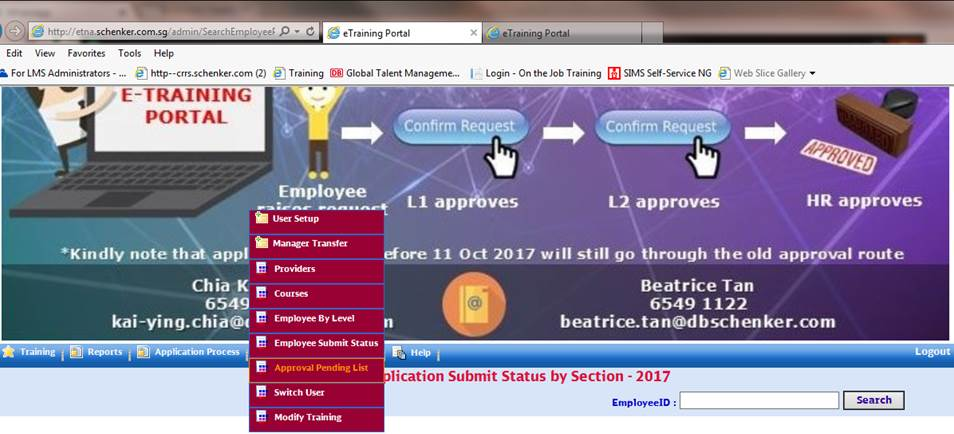 http://etna.schenker.com.sg/admin/SearchEmployeeF
eTraining Portal
eTraining Portal
Edit View Favorites Tools Help
For LMS Administrators - ...
http--crrs.schenker.com (2)
Training
DB Global Talent Manageme...
Login - On the Job Training
SIMS Self-Service NG
Web Slice Gallery
E-TRAINING
PORTAL
Confirm Request
Confirm Request
APPROVED
Employee
raises request
L1 approves
L2 approves
HR approves
*Kindly note that appl
efore 11 Oct 2017 will still go through the old approval route
Chia K
6549
kai-ying.chia@d
m
Beatrice Tan
6549 1122
beatrice.tan@dbschenker.com
User Setup
Manager Transfer
Providers
Courses
Employee By Level
Employee Submit Status
Approval Pending List
Switch User
Modify Training
Training
Reports
Application Process
Help
Logout
plication Submit Status by Section - 2017
EmployeeID :
Search